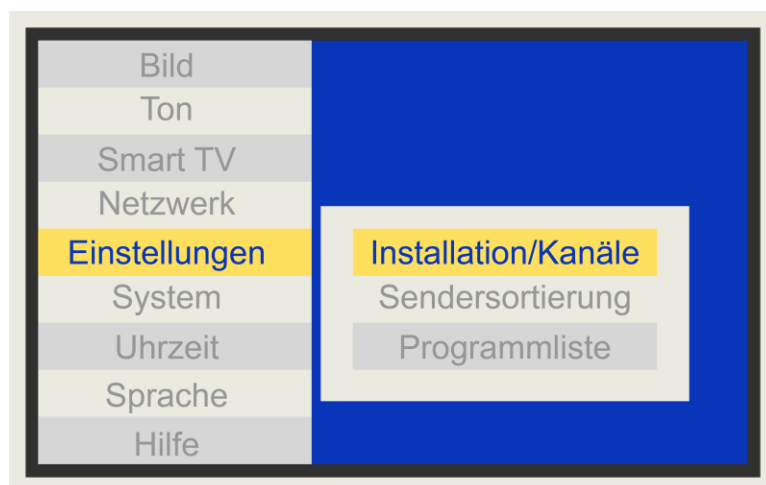 Bild
Ton
Smart TV
Netzwerk
Einstellungen
System
Uhrzeit
Sprache
Hilfe
Installation/Kanäle
Sendersortierung
Programmliste